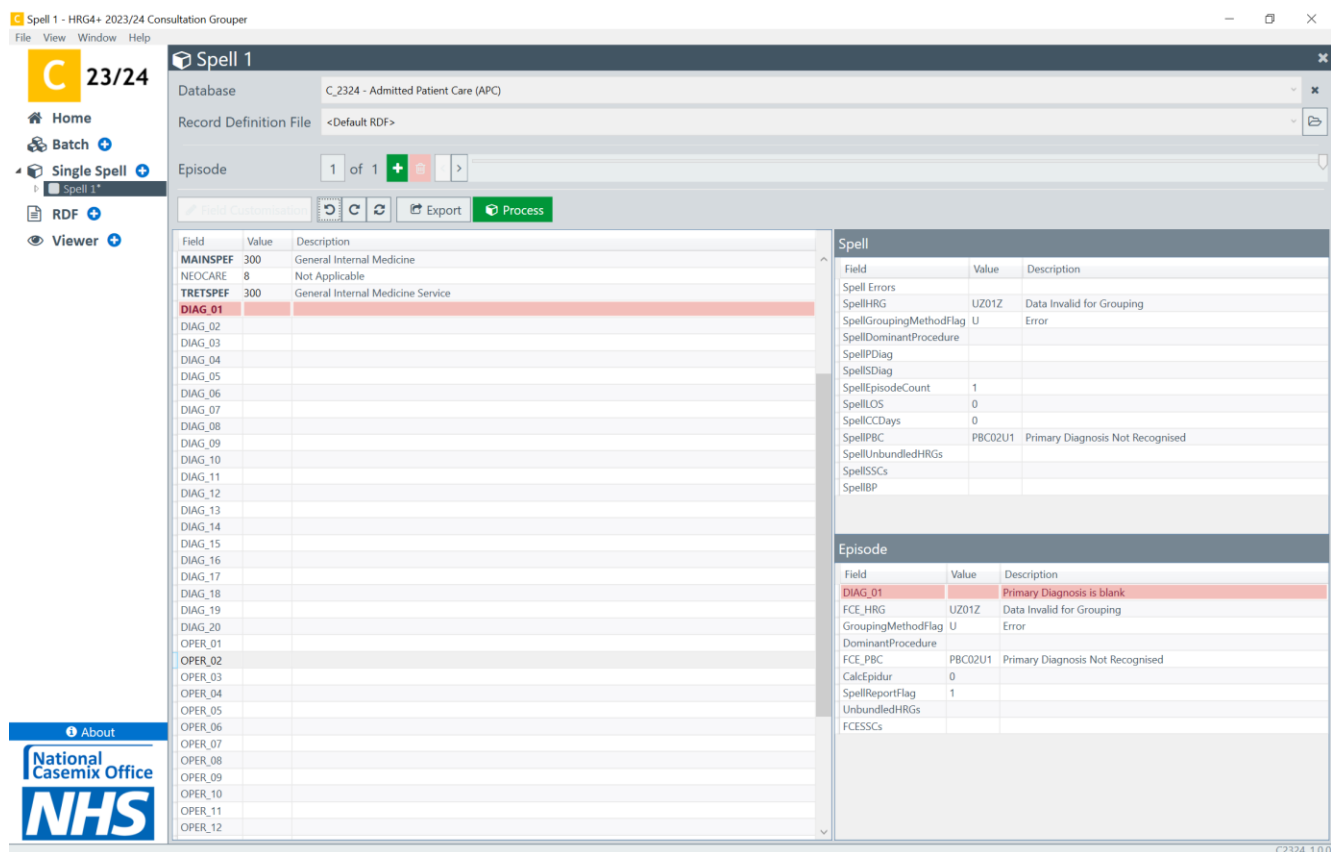 C Spell 1 - HRG4+ 2023/24 Consultation Grouper
File View Window Help
C 23/24
Home
Batch
Single Spell
Spell 1*
RDF
Viewer
About
National
Casemix Office
NHS
Spell 1
Database C_2324 - Admitted Patient Care (APC)
Record Definition File <Default RDF>
Episode 1 of 1
Field Customisation Export Process
Field Value Description
MAINSPEF 300 General Internal Medicine
NEOCARE 8 Not Applicable
TRETSPEF 300 General Internal Medicine Service
DIAG_01
DIAG_02
DIAG_03
DIAG_04
DIAG_05
DIAG_06
DIAG_07
DIAG_08
DIAG_09
DIAG_10
DIAG_11
DIAG_12
DIAG_13
DIAG_14
DIAG_15
DIAG_16
DIAG_17
DIAG_18
DIAG_19
DIAG_20
OPER_01
OPER_02
OPER_03
OPER_04
OPER_05
OPER_06
OPER_07
OPER_08
OPER_09
OPER_10
OPER_11
OPER_12
Spell
Field Value Description
Spell Errors
SpellHRG UZ01Z Data Invalid for Grouping
SpellGroupingMethodFlag U Error
SpellDominantProcedure
SpellPDiag
SpellSDiag
SpellEpisodeCount 1
SpellLOS 0
SpellCCDays 0
SpellPBC PBC02U1 Primary Diagnosis Not Recognised
SpellUnbundledHRGs
SpellSSCs
SpellBP
Episode
Field Value Description
DIAG_01 Primary Diagnosis is blank
FCE_HRG UZ01Z Data Invalid for Grouping
GroupingMethodFlag U Error
DominantProcedure
FCE_PBC PBC02U1 Primary Diagnosis Not Recognised
CalcEpidur 0
SpellReportFlag 1
UnbundledHRGs
FCESSCs
C2324_1.0.0